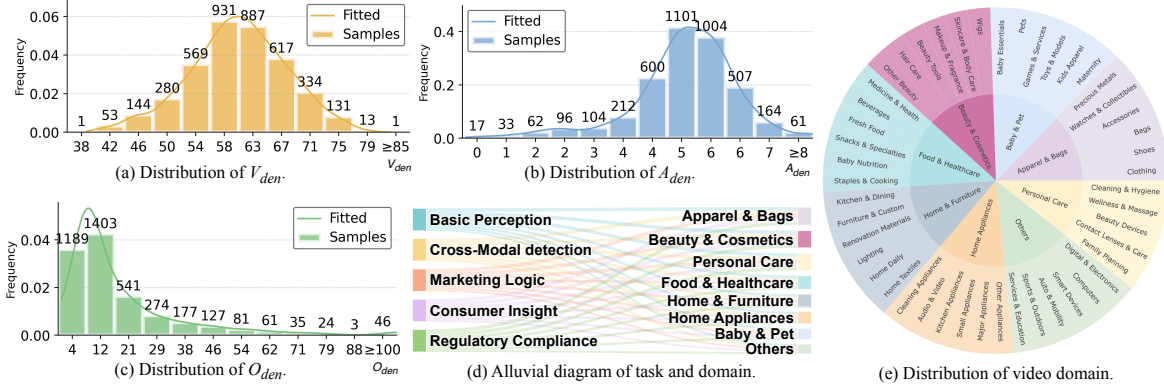 Frequency
0.06
0.04
0.02
0.00
1
53
144
280
569
931
887
617
334
131
13
1
Fitted
Samples
38 42 46 50 54 58 63 67 71 75 79 ≥85
V_den
(a) Distribution of V_den.
Frequency
0.4
0.2
0.0
17
33
62
96
104
212
600
1101
1004
507
164
61
Fitted
Samples
0 1 2 2 3 4 4 5 6 6 7 ≥8
A_den
(b) Distribution of A_den.
Frequency
0.04
0.02
0.00
1189
1403
541
274
177
127
81
61
35
24
3
46
Fitted
Samples
4 12 21 29 38 46 54 62 71 79 88 ≥100
O_den
(c) Distribution of O_den.
Basic Perception
Cross-Modal detection
Marketing Logic
Consumer Insight
Regulatory Compliance
Apparel & Bags
Beauty & Cosmetics
Personal Care
Food & Healthcare
Home & Furniture
Home Appliances
Baby & Pet
Others
(d) Alluvial diagram of task and domain.
Baby & Pet
Baby Essentials
Pets
Games & Services
Toys & Models
Kids Apparel
Maternity
Apparel & Bags
Precious Metals
Watches & Collectibles
Accessories
Bags
Shoes
Clothing
Personal Care
Cleaning & Hygiene
Wellness & Massage
Beauty Devices
Contact Lenses & Care
Family Planning
Others
Digital & Electronics
Computers
Smart Devices
Auto & Mobility
Sports & Outdoors
Services & Education
Home Appliances
Other Appliances
Major Appliances
Small Appliances
Kitchen Appliances
Audio & Video
Cleaning Appliances
Home & Furniture
Home Textiles
Home Daily
Lighting
Renovation Materials
Furniture & Custom
Kitchen & Dining
Food & Healthcare
Staples & Cooking
Baby Nutrition
Snacks & Specialties
Fresh Food
Beverages
Medicine & Health
Beauty & Cosmetics
Other Beauty
Hair Care
Beauty Tools
Makeup & Fragrance
Skincare & Body Care
Wigs
(e) Distribution of video domain.